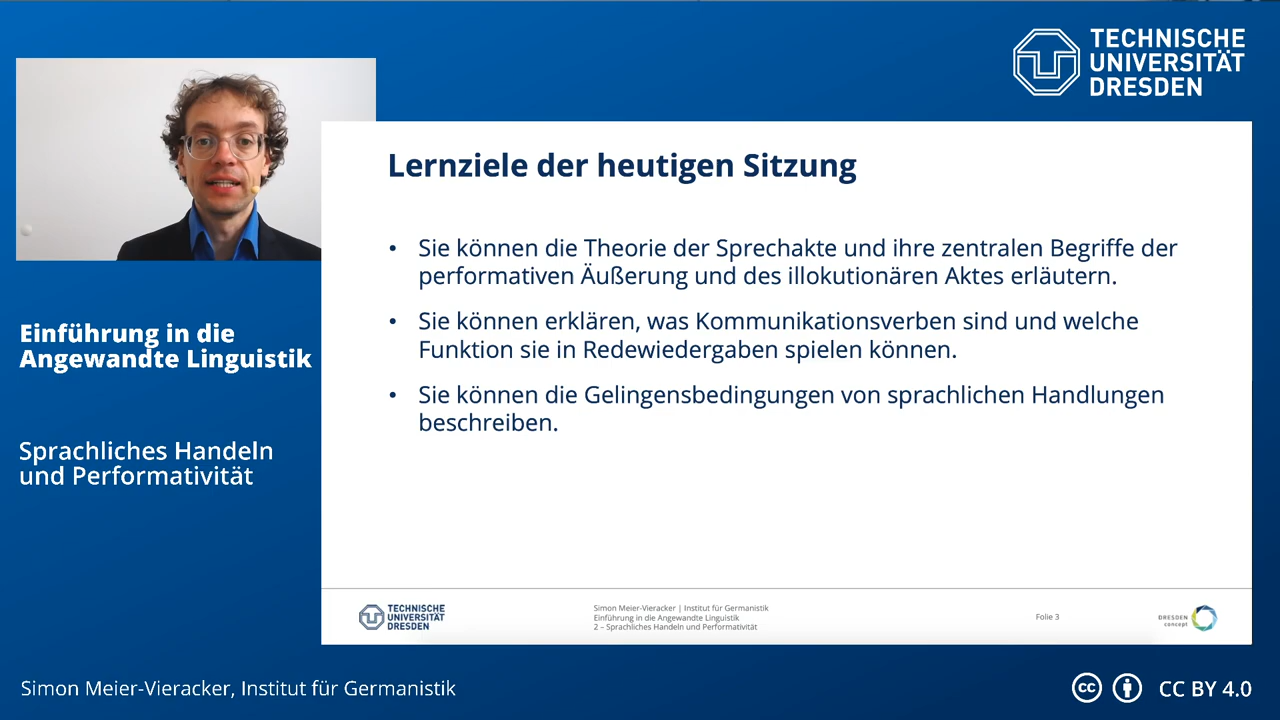 TECHNISCHE
UNIVERSITÄT
DRESDEN
Lernziele der heutigen Sitzung
• Sie können die Theorie der Sprechakte und ihre zentralen Begriffe der
performativen Äußerung und des illokutionären Aktes erläutern.
• Sie können erklären, was Kommunikationsverben sind und welche
Funktion sie in Redewiedergaben spielen können.
• Sie können die Gelingensbedingungen von sprachlichen Handlungen
beschreiben.
Einführung in die
Angewandte Linguistik
Sprachliches Handeln
und Performativität
TECHNISCHE
UNIVERSITÄT
DRESDEN
Simon Meier-Vieracker | Institut für Germanistik
Einführung in die Angewandte Linguistik
2 – Sprachliches Handeln und Performativität
Folie 3
DRESDEN
concept
Simon Meier-Vieracker, Institut für Germanistik
cc
CC BY 4.0